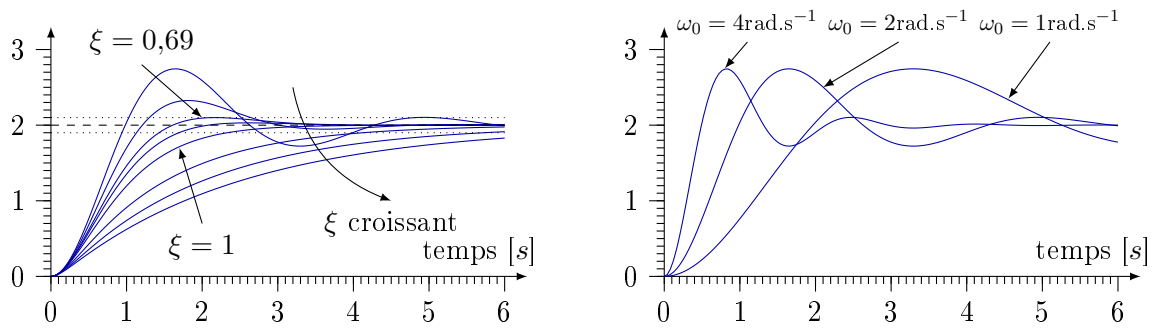 ξ = 0,69
ξ = 1
ξ croissant
temps [s]
0 1 2 3
0 1 2 3 4 5 6
ω₀ = 4rad.s⁻¹ ω₀ = 2rad.s⁻¹ ω₀ = 1rad.s⁻¹
temps [s]
0 1 2 3
0 1 2 3 4 5 6